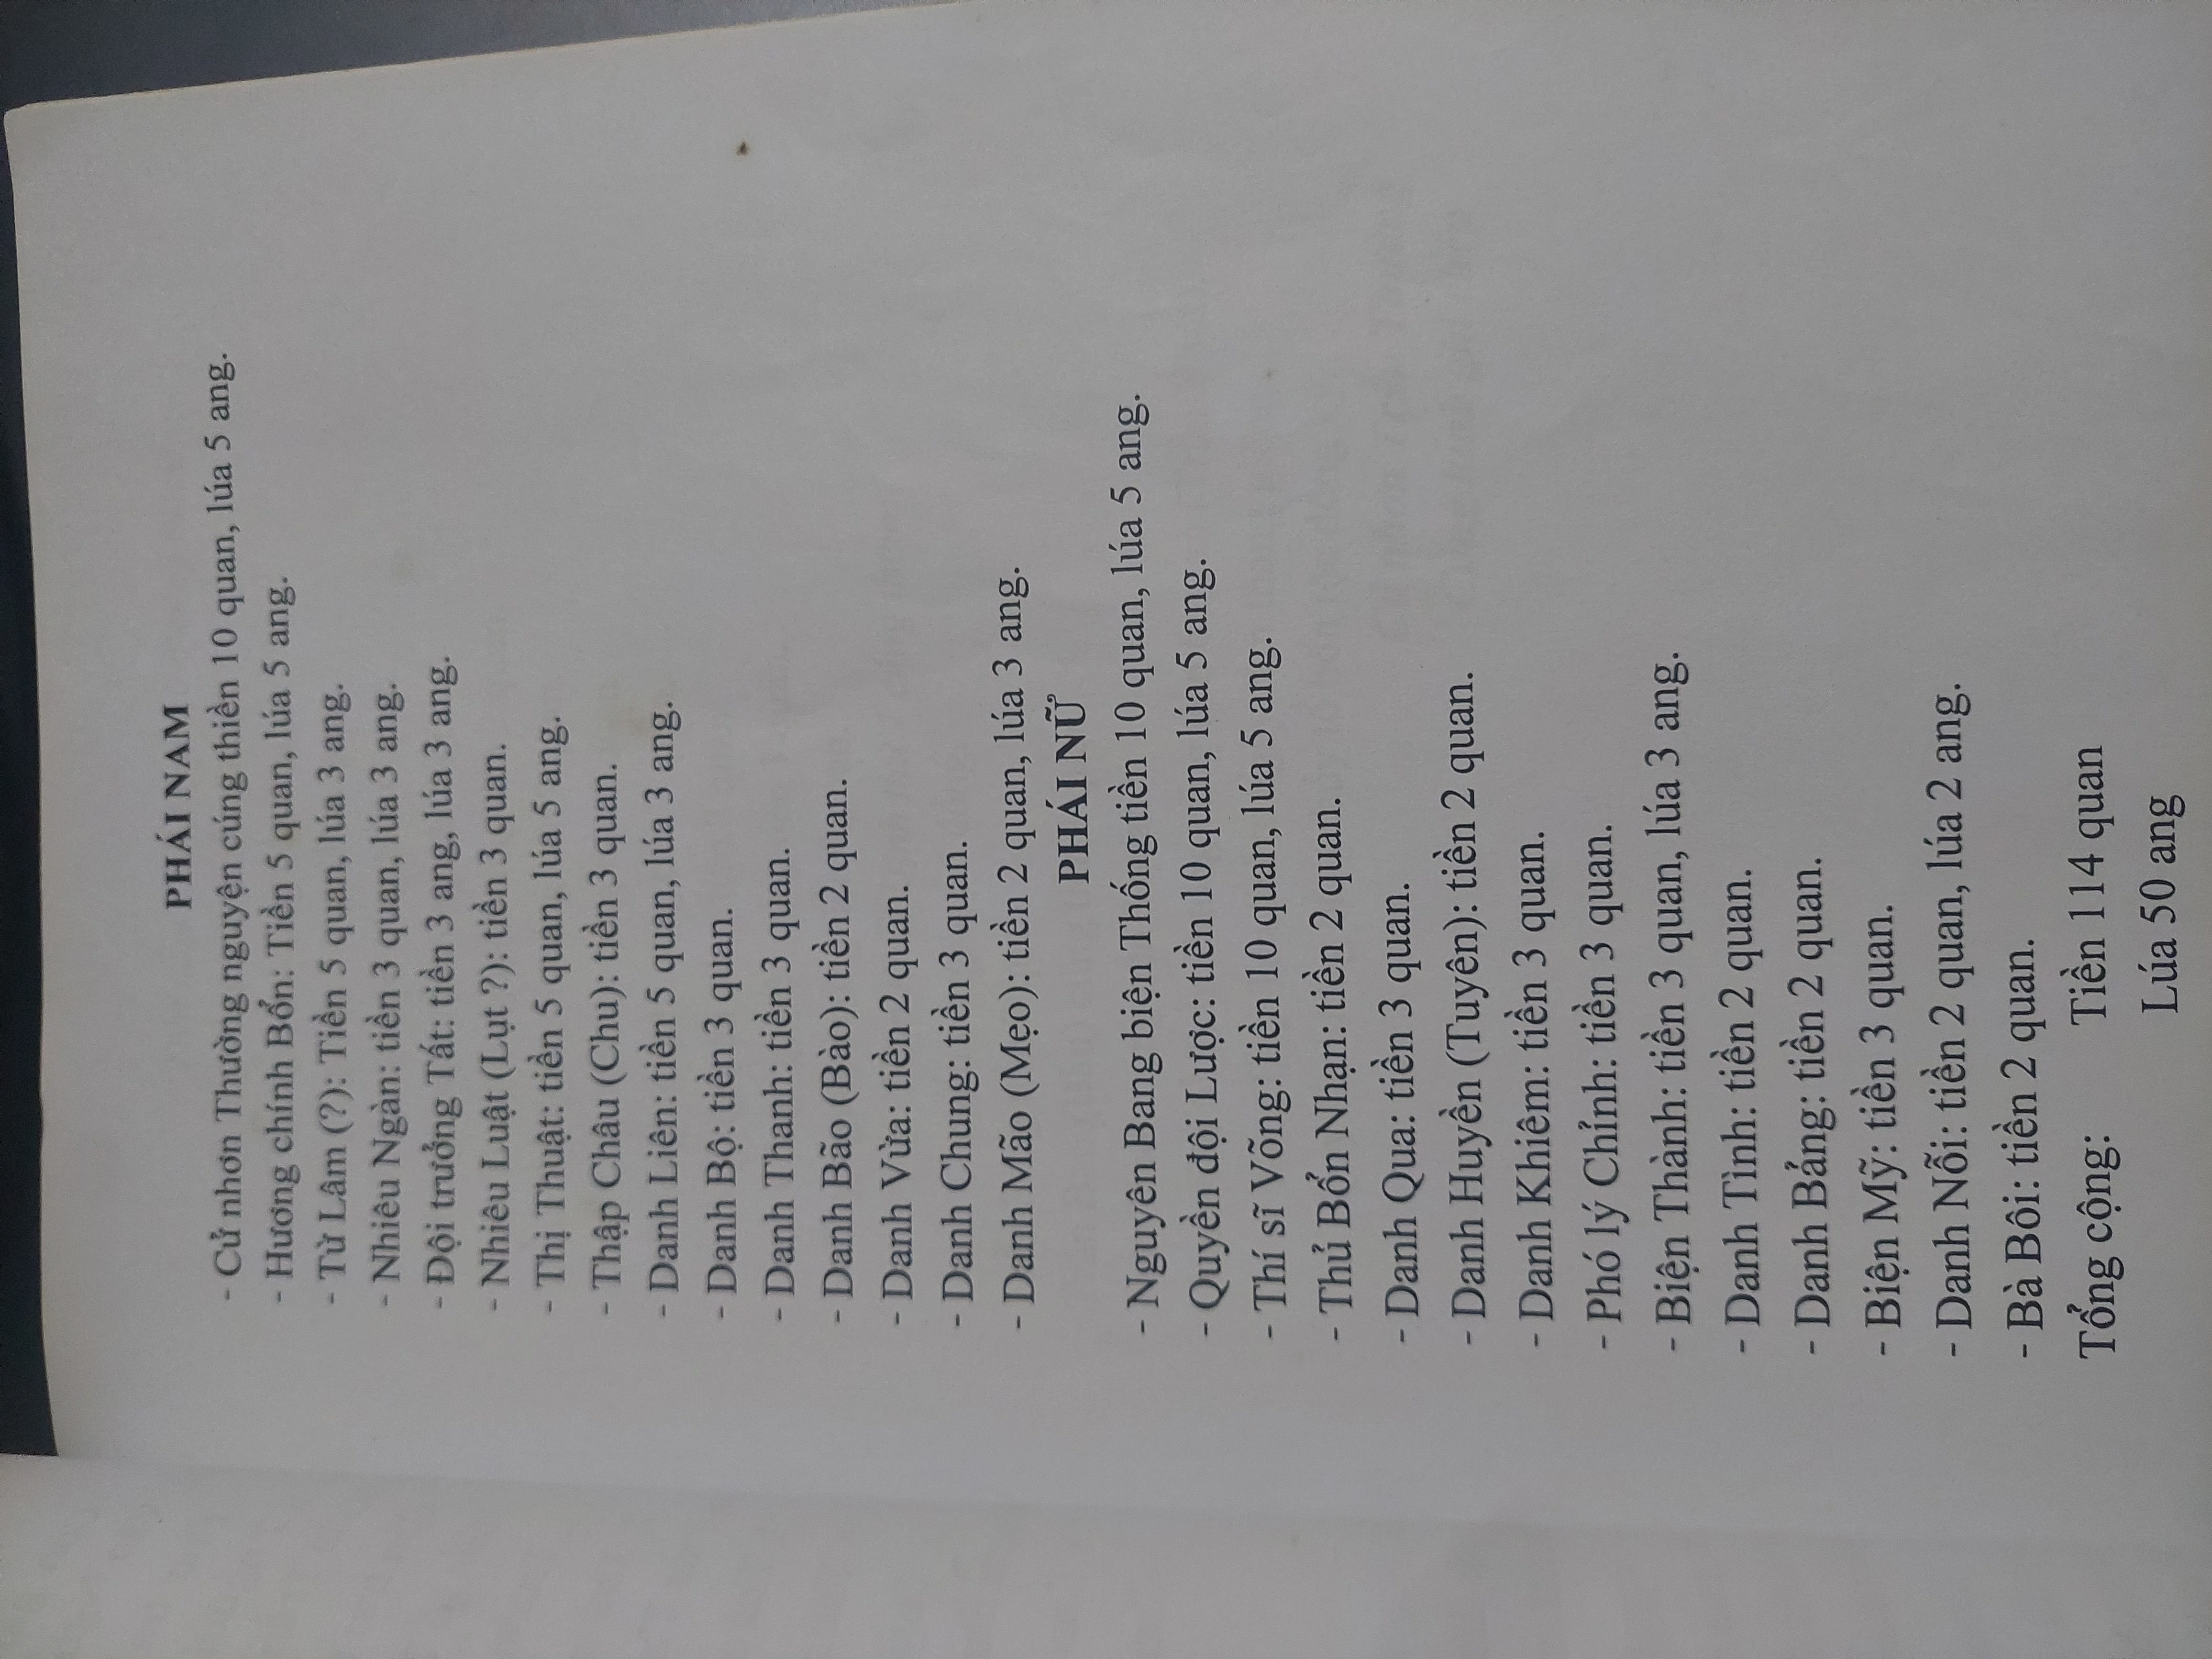 PHÁI NAM
- Cử nhơn Thường nguyện cúng thiền 10 quan, lúa 5 ang.
- Hương chính Bổn: Tiền 5 quan, lúa 5 ang.
- Từ Lâm (?): Tiền 5 quan, lúa 3 ang.
- Nhiêu Ngàn: tiền 3 quan, lúa 3 ang.
- Đội trưởng Tất: tiền 3 ang, lúa 3 ang.
- Nhiêu Luật (Lụt ?): tiền 3 quan.
- Thị Thuật: tiền 5 quan, lúa 5 ang.
- Thập Châu (Chu): tiền 3 quan.
- Danh Liên: tiền 5 quan, lúa 3 ang.
- Danh Bộ: tiền 3 quan.
- Danh Thanh: tiền 3 quan.
- Danh Bão (Bào): tiền 2 quan.
- Danh Vừa: tiền 2 quan.
- Danh Chung: tiền 3 quan.
- Danh Mão (Mẹo): tiền 2 quan, lúa 3 ang.
PHÁI NỮ
- Nguyên Bang biện Thống tiền 10 quan, lúa 5 ang.
- Quyền đội Lược: tiền 10 quan, lúa 5 ang.
- Thí sĩ Võng: tiền 10 quan, lúa 5 ang.
- Thủ Bổn Nhạn: tiền 2 quan.
- Danh Qua: tiền 3 quan.
- Danh Huyền (Tuyên): tiền 2 quan.
- Danh Khiêm: tiền 3 quan.
- Phó lý Chỉnh: tiền 3 quan.
- Biện Thành: tiền 3 quan, lúa 3 ang.
- Danh Tình: tiền 2 quan.
- Danh Bảng: tiền 2 quan.
- Biện Mỹ: tiền 3 quan.
- Danh Nỗi: tiền 2 quan, lúa 2 ang.
- Bà Bôi: tiền 2 quan.
Tổng cộng: Tiền 114 quan
Lúa 50 ang